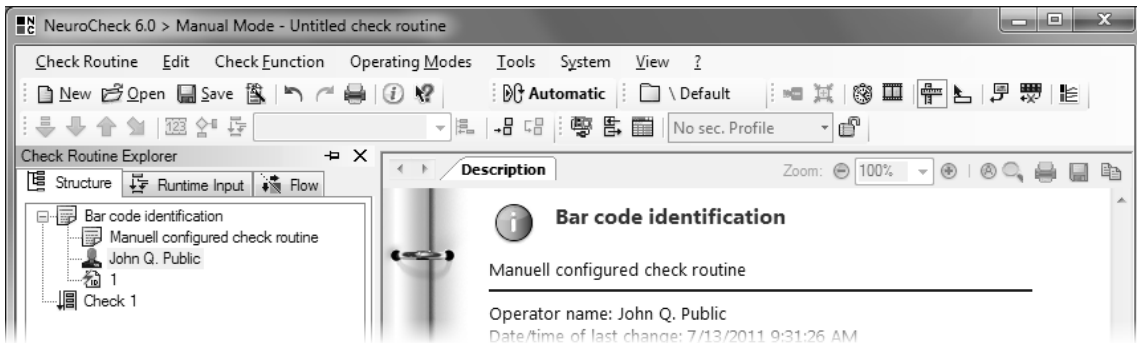 NeuroCheck 6.0 > Manual Mode - Untitled check routine
Check Routine Edit Check Function Operating Modes Tools System View ?
New Open Save Automatic \ Default
123 No sec. Profile
Check Routine Explorer
Structure Runtime Input Flow
Description Zoom: 100%
Bar code identification
Manuell configured check routine
John Q. Public
1
Check 1
Bar code identification
Manuell configured check routine
Operator name: John Q. Public
Date/time of last change: 7/13/2011 9:31:26 AM